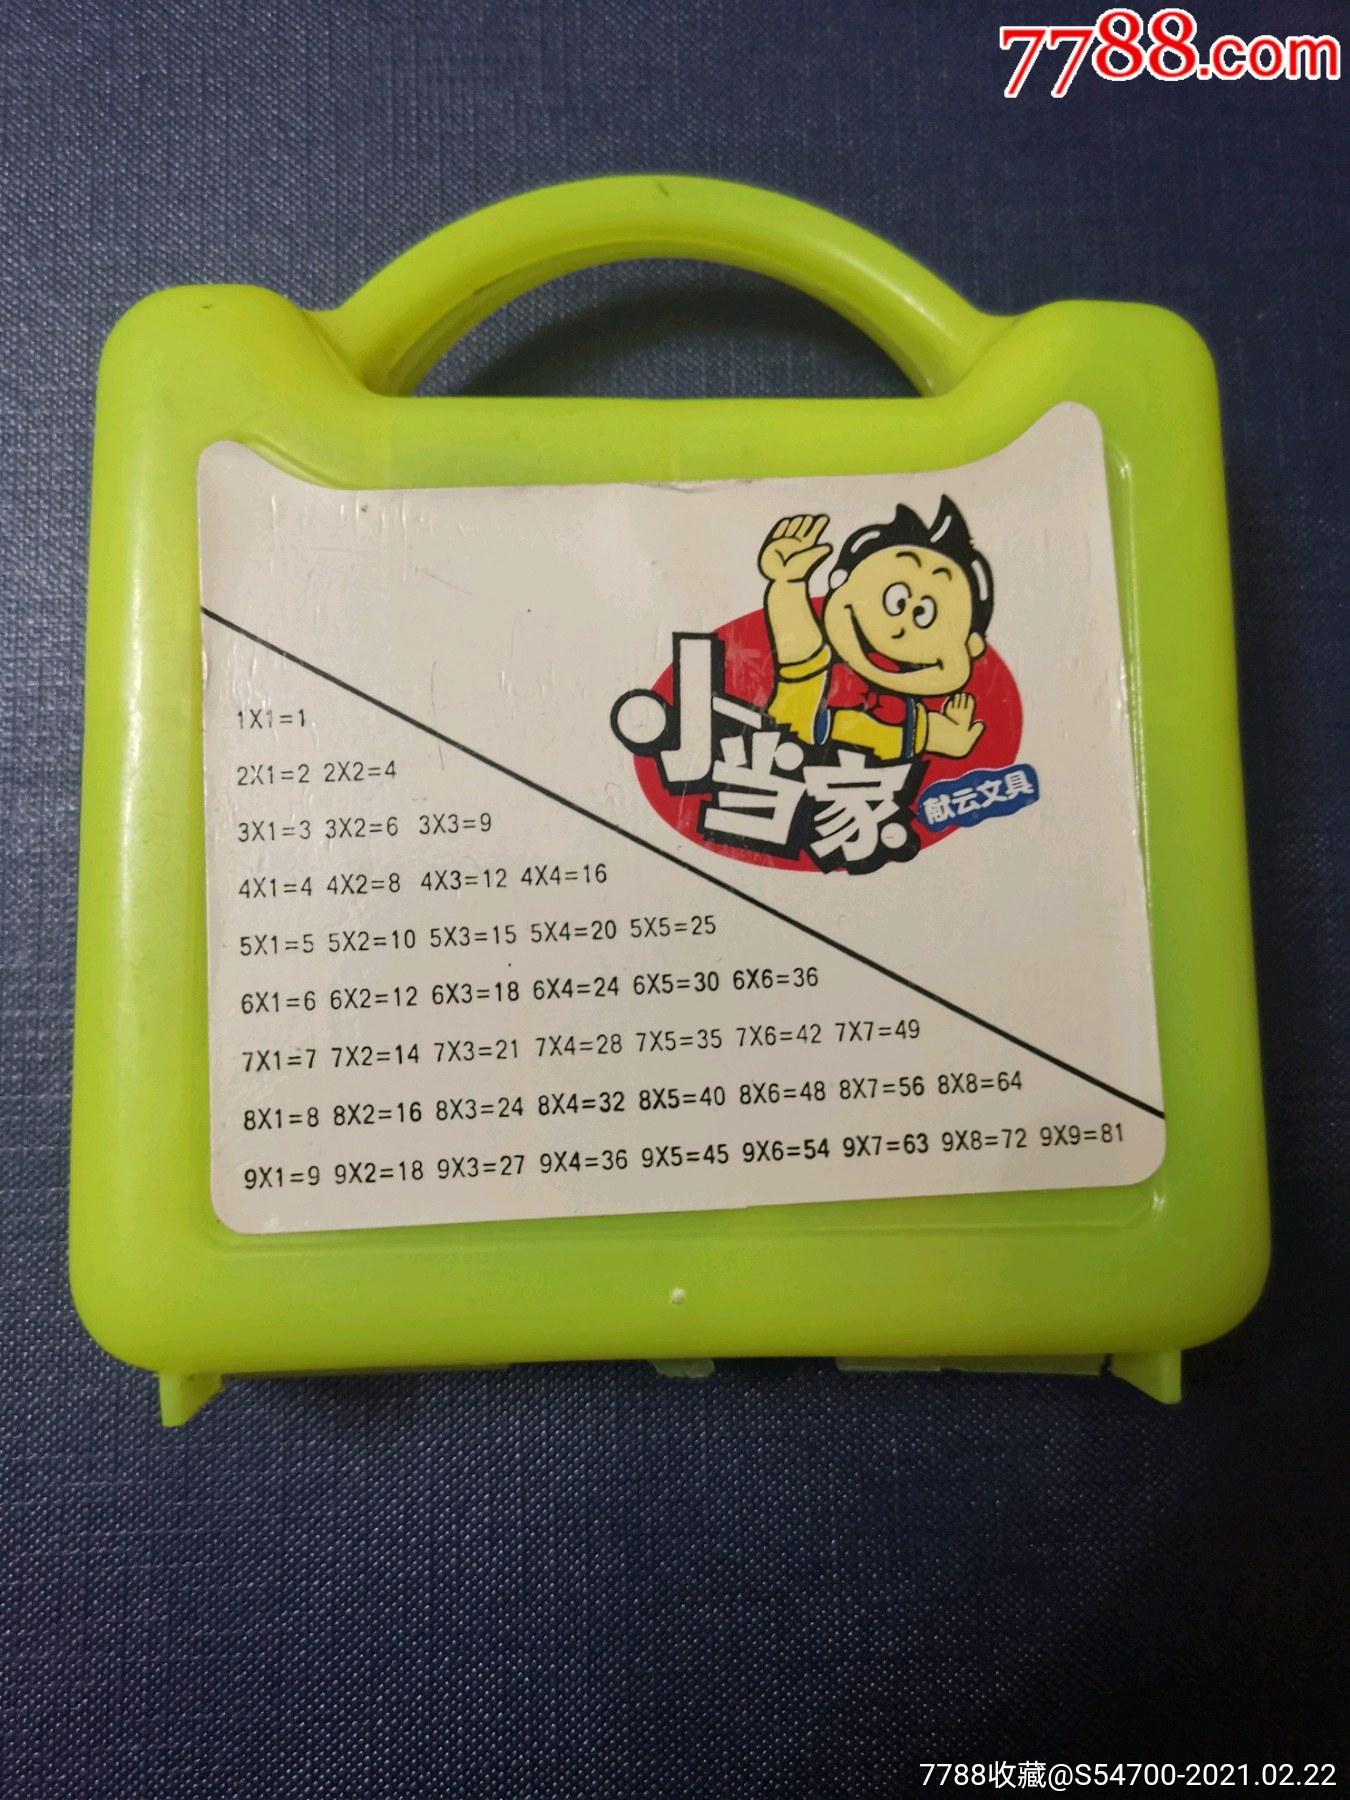 7788.com
小当家
献云文具
1X1=1
2X1=2 2X2=4
3X1=3 3X2=6 3X3=9
4X1=4 4X2=8 4X3=12 4X4=16
5X1=5 5X2=10 5X3=15 5X4=20 5X5=25
6X1=6 6X2=12 6X3=18 6X4=24 6X5=30 6X6=36
7X1=7 7X2=14 7X3=21 7X4=28 7X5=35 7X6=42 7X7=49
8X1=8 8X2=16 8X3=24 8X4=32 8X5=40 8X6=48 8X7=56 8X8=64
9X1=9 9X2=18 9X3=27 9X4=36 9X5=45 9X6=54 9X7=63 9X8=72 9X9=81
7788收藏@S54700-2021.02.22